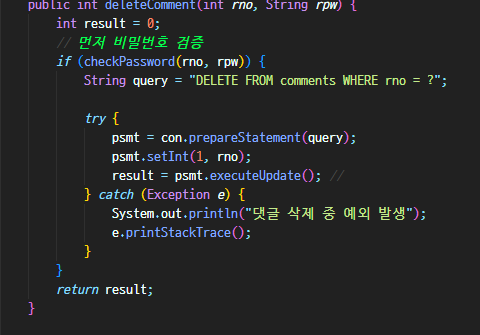 public int deleteComment(int rno, String rpw) {
int result = 0;
// 먼저 비밀번호 검증
if (checkPassword(rno, rpw)) {
String query = "DELETE FROM comments WHERE rno = ?";
try {
psmt = con.prepareStatement(query);
psmt.setInt(1, rno);
result = psmt.executeUpdate(); //
} catch (Exception e) {
System.out.println("댓글 삭제 중 예외 발생");
e.printStackTrace();
}
}
return result;
}